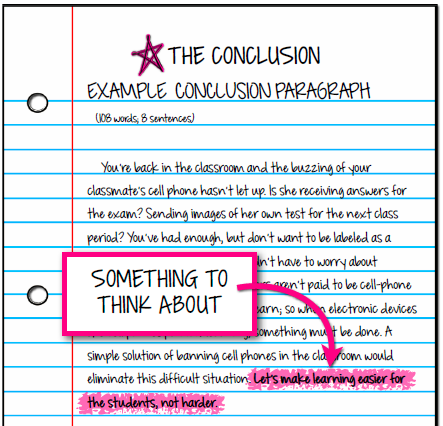 THE CONCLUSION
EXAMPLE CONCLUSION PARAGRAPH
(108 words; 8 sentences)
You're back in the classroom and the buzzing of your
classmate's cell phone hasn't let up. Is she receiving answers for
the exam? Sending images of her own test for the next class
period? You've had enough, but don't want to be labeled as a
n't have to worry about
SOMETHING TO
THINK ABOUT
aren't paid to be cell-phone
earn; so when electronic devices
something must be done. A
simple solution of banning cell phones in the classroom would
eliminate this difficult situation. Let's make learning easier for
the students, not harder.